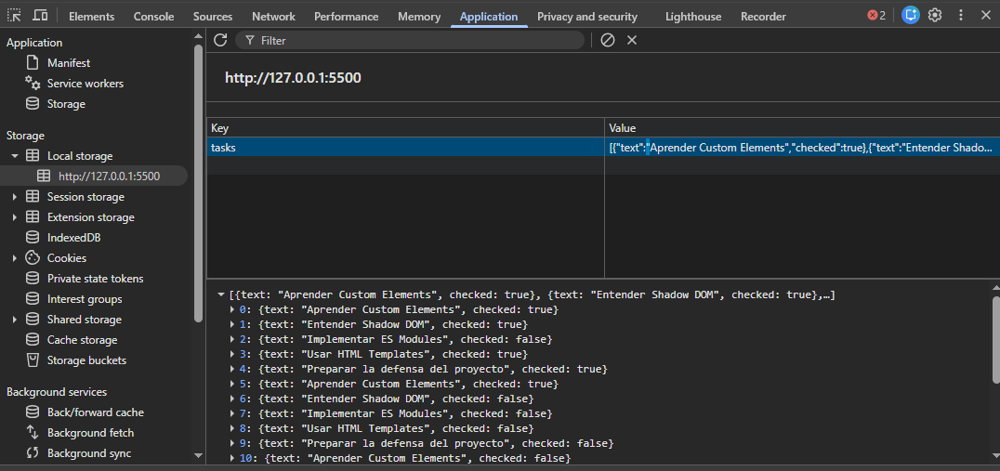 Elements Console Sources Network Performance Memory Application Privacy and security Lighthouse Recorder 2
Application
Manifest
Service workers
Storage
Storage
Local storage
http://127.0.0.1:5500
Session storage
Extension storage
IndexedDB
Cookies
Private state tokens
Interest groups
Shared storage
Cache storage
Storage buckets
Background services
Back/forward cache
Background fetch
Background sync
Filter
http://127.0.0.1:5500
Key Value
tasks [{"text":"Aprender Custom Elements","checked":true},{"text":"Entender Shado...
[{text: "Aprender Custom Elements", checked: true}, {text: "Entender Shadow DOM", checked: true},…]
0: {text: "Aprender Custom Elements", checked: true}
1: {text: "Entender Shadow DOM", checked: true}
2: {text: "Implementar ES Modules", checked: false}
3: {text: "Usar HTML Templates", checked: true}
4: {text: "Preparar la defensa del proyecto", checked: true}
5: {text: "Aprender Custom Elements", checked: true}
6: {text: "Entender Shadow DOM", checked: false}
7: {text: "Implementar ES Modules", checked: false}
8: {text: "Usar HTML Templates", checked: false}
9: {text: "Preparar la defensa del proyecto", checked: false}
10: {text: "Aprender Custom Elements", checked: false}